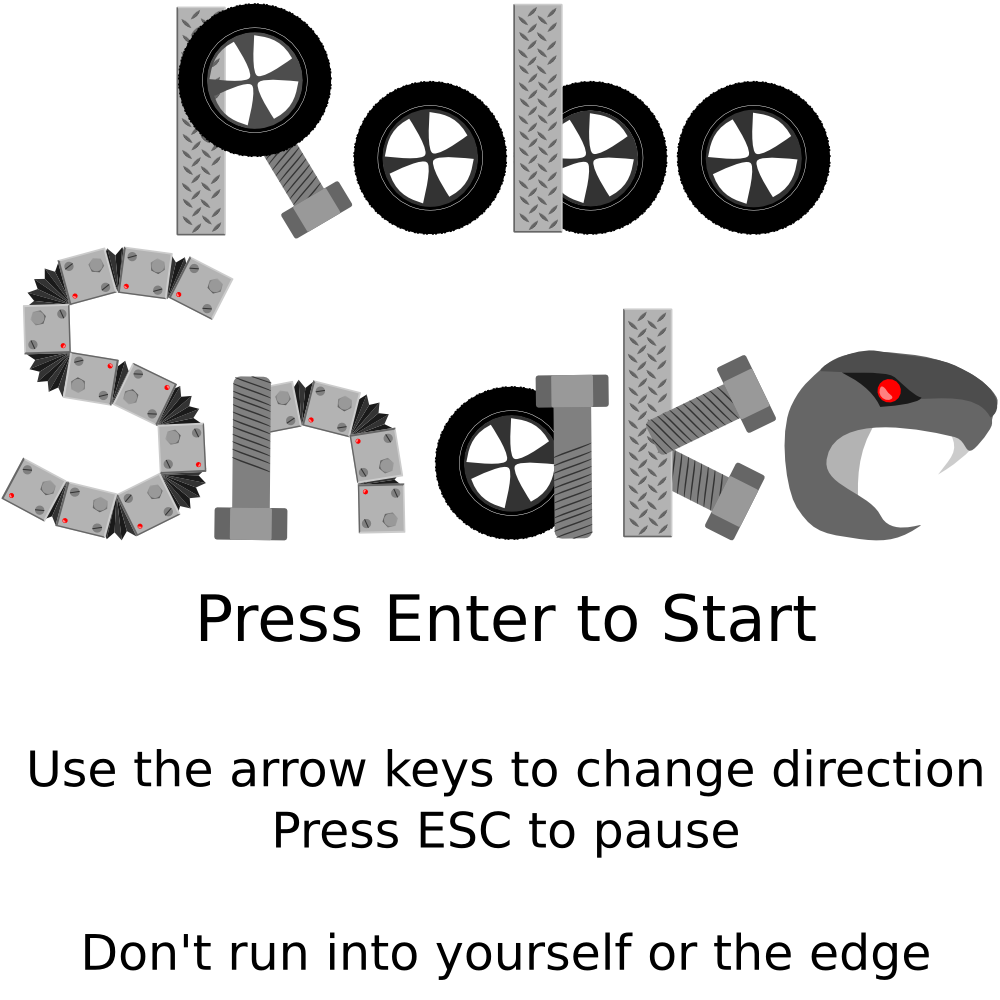 Robo
Snake
Press Enter to Start
Use the arrow keys to change direction
Press ESC to pause
Don't run into yourself or the edge